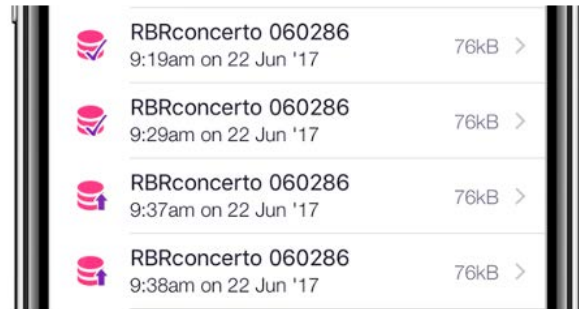 RBRconcerto 060286
9:19am on 22 Jun '17
76kB
RBRconcerto 060286
9:29am on 22 Jun '17
76kB
RBRconcerto 060286
9:37am on 22 Jun '17
76kB
RBRconcerto 060286
9:38am on 22 Jun '17
76kB